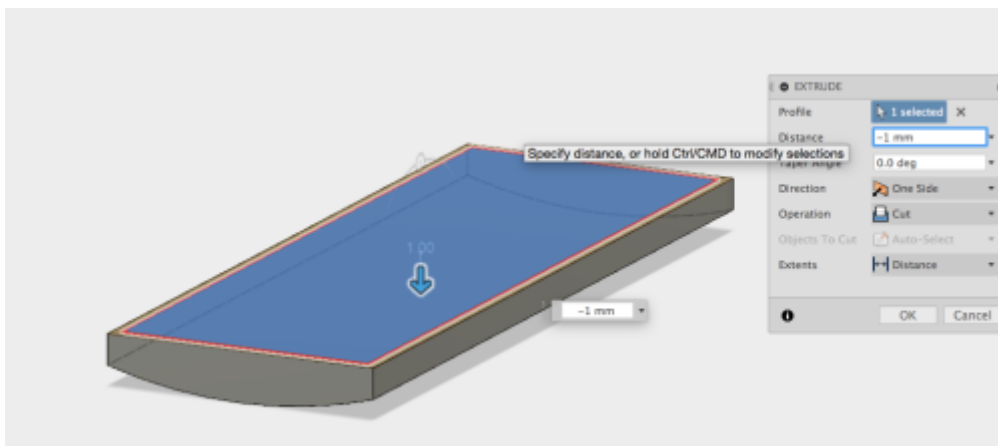 EXTRUDE
Profile 1 selected
Distance -1 mm
Specify distance, or hold Ctrl/CMD to modify selections
Taper Angle 0.0 deg
Direction One Side
Operation Cut
Objects To Cut Auto-Select
Extents Distance
OK Cancel
1.00
-1 mm